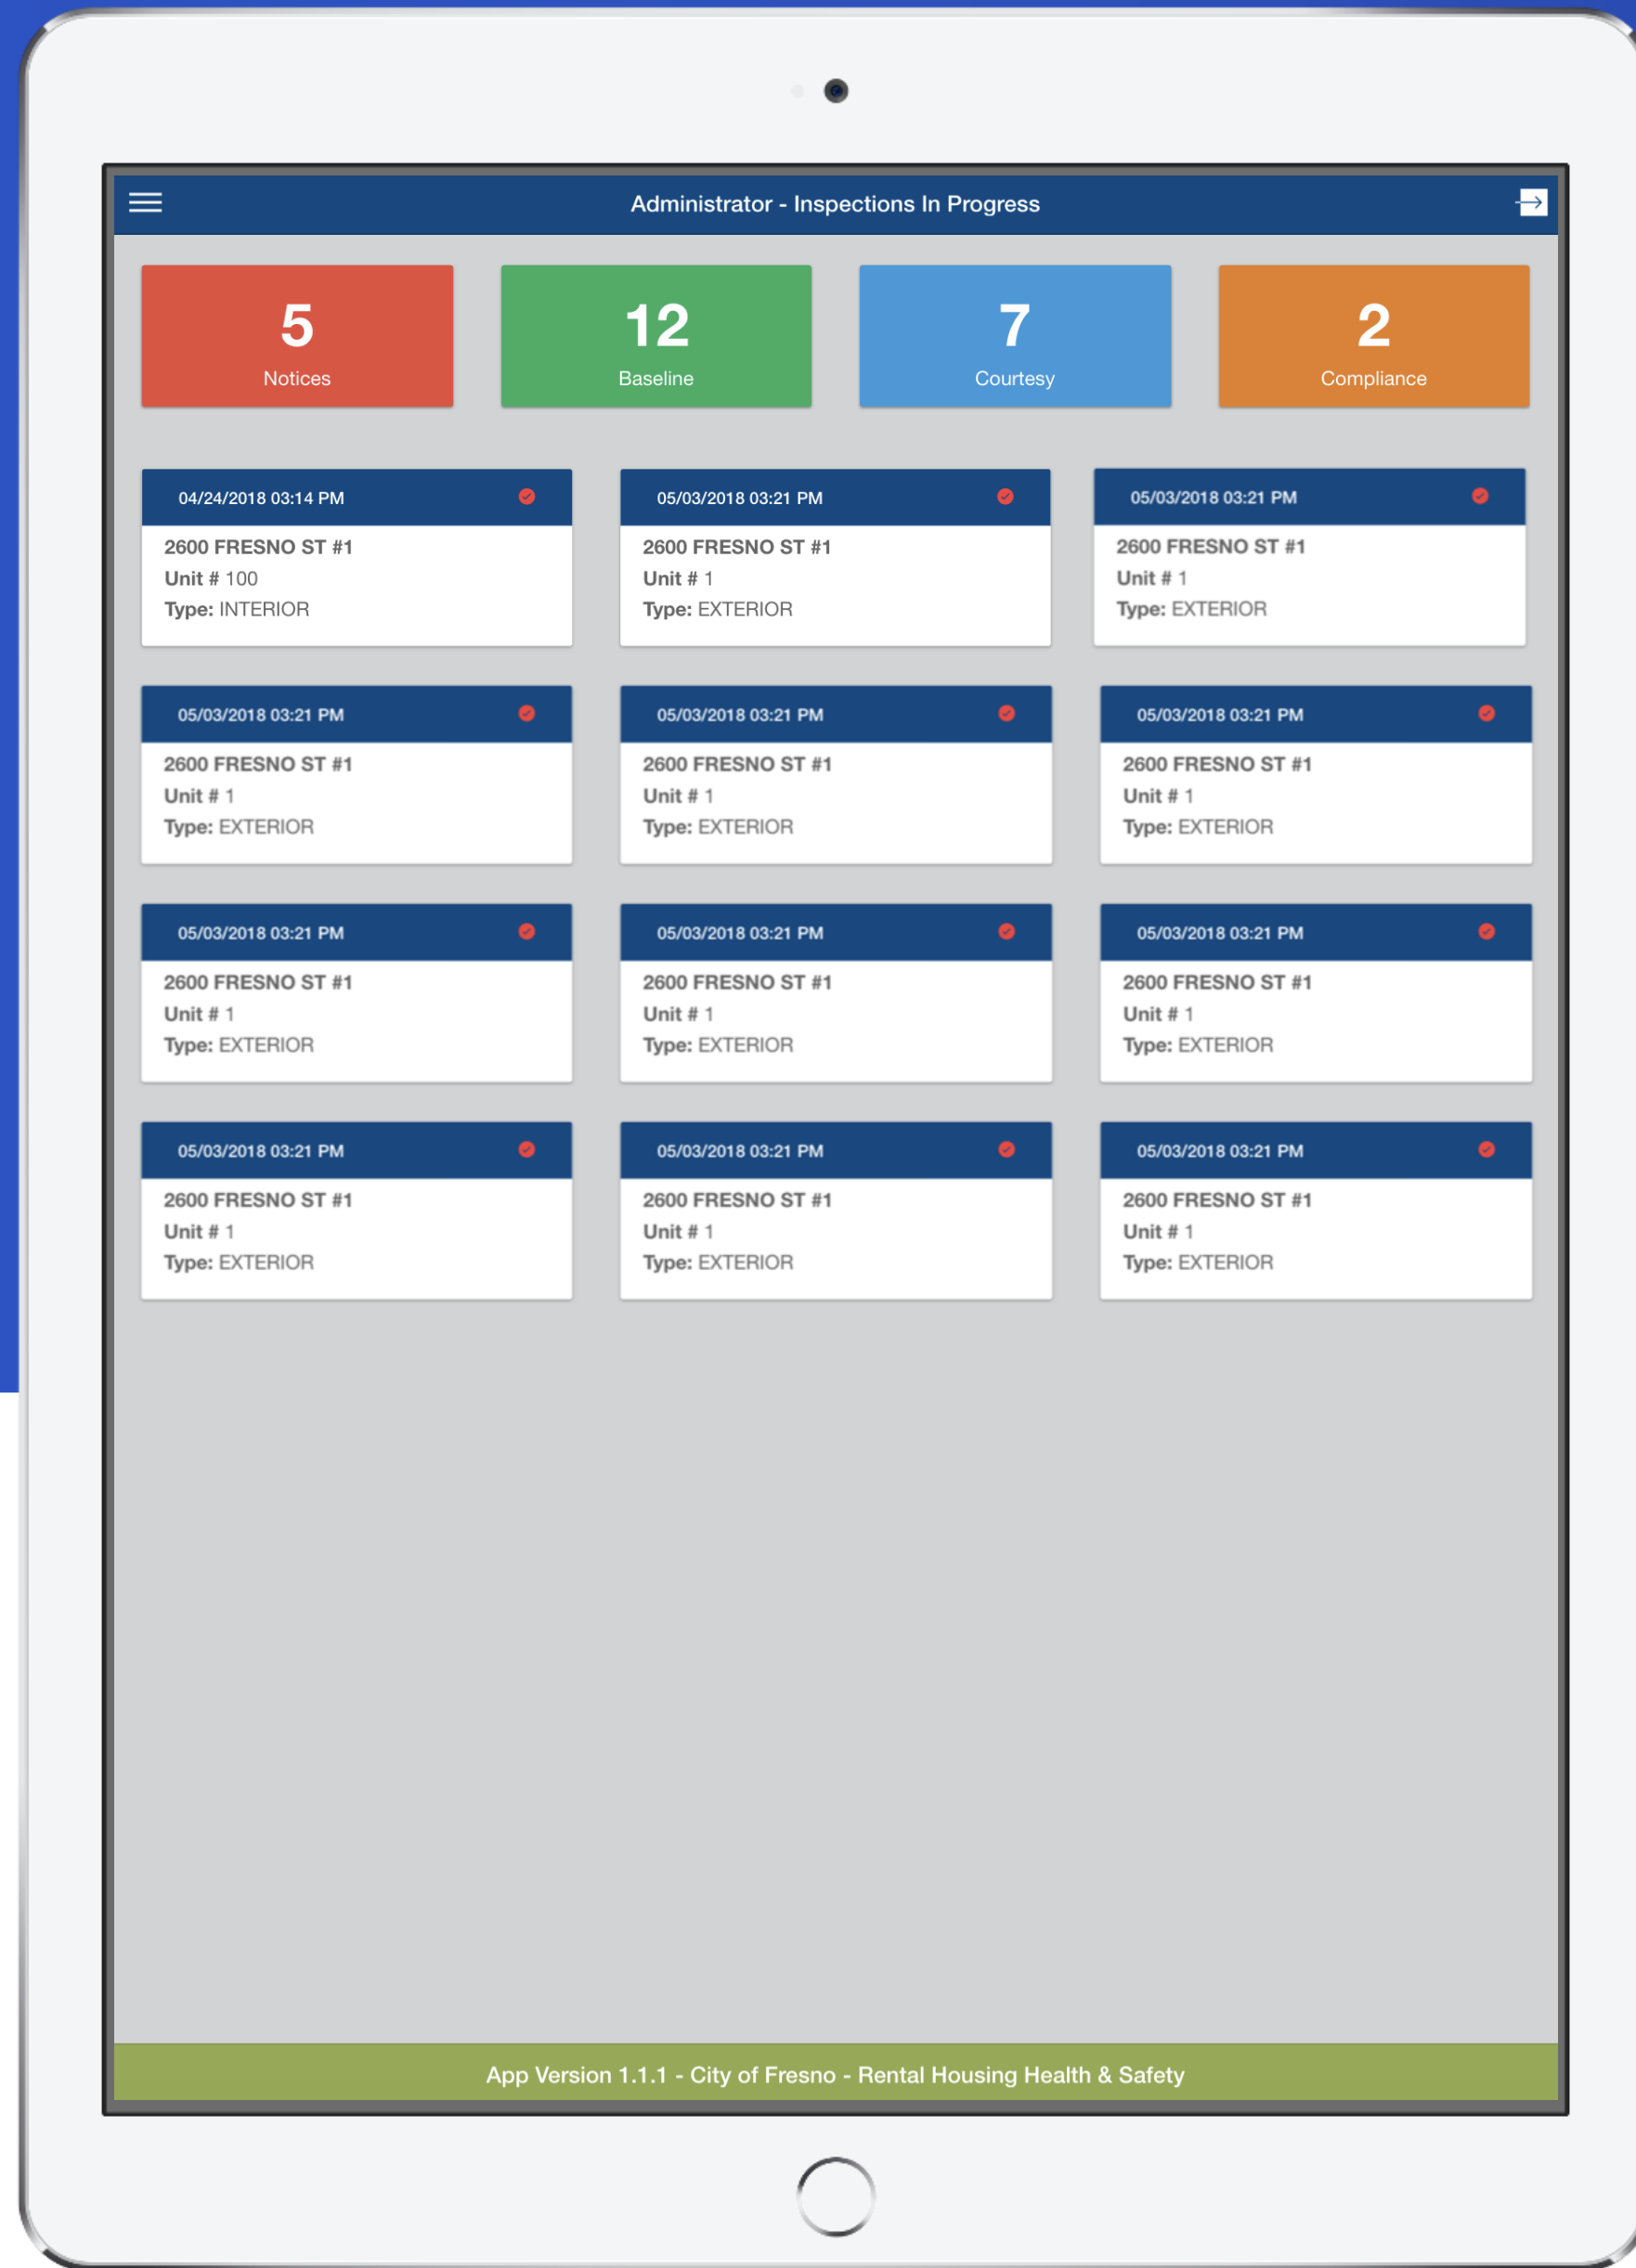 Administrator - Inspections In Progress
5
Notices
12
Baseline
7
Courtesy
2
Compliance
04/24/2018 03:14 PM
2600 FRESNO ST #1
Unit # 100
Type: INTERIOR
05/03/2018 03:21 PM
2600 FRESNO ST #1
Unit # 1
Type: EXTERIOR
05/03/2018 03:21 PM
2600 FRESNO ST #1
Unit # 1
Type: EXTERIOR
05/03/2018 03:21 PM
2600 FRESNO ST #1
Unit # 1
Type: EXTERIOR
05/03/2018 03:21 PM
2600 FRESNO ST #1
Unit # 1
Type: EXTERIOR
05/03/2018 03:21 PM
2600 FRESNO ST #1
Unit # 1
Type: EXTERIOR
05/03/2018 03:21 PM
2600 FRESNO ST #1
Unit # 1
Type: EXTERIOR
05/03/2018 03:21 PM
2600 FRESNO ST #1
Unit # 1
Type: EXTERIOR
05/03/2018 03:21 PM
2600 FRESNO ST #1
Unit # 1
Type: EXTERIOR
05/03/2018 03:21 PM
2600 FRESNO ST #1
Unit # 1
Type: EXTERIOR
05/03/2018 03:21 PM
2600 FRESNO ST #1
Unit # 1
Type: EXTERIOR
05/03/2018 03:21 PM
2600 FRESNO ST #1
Unit # 1
Type: EXTERIOR
App Version 1.1.1 - City of Fresno - Rental Housing Health & Safety